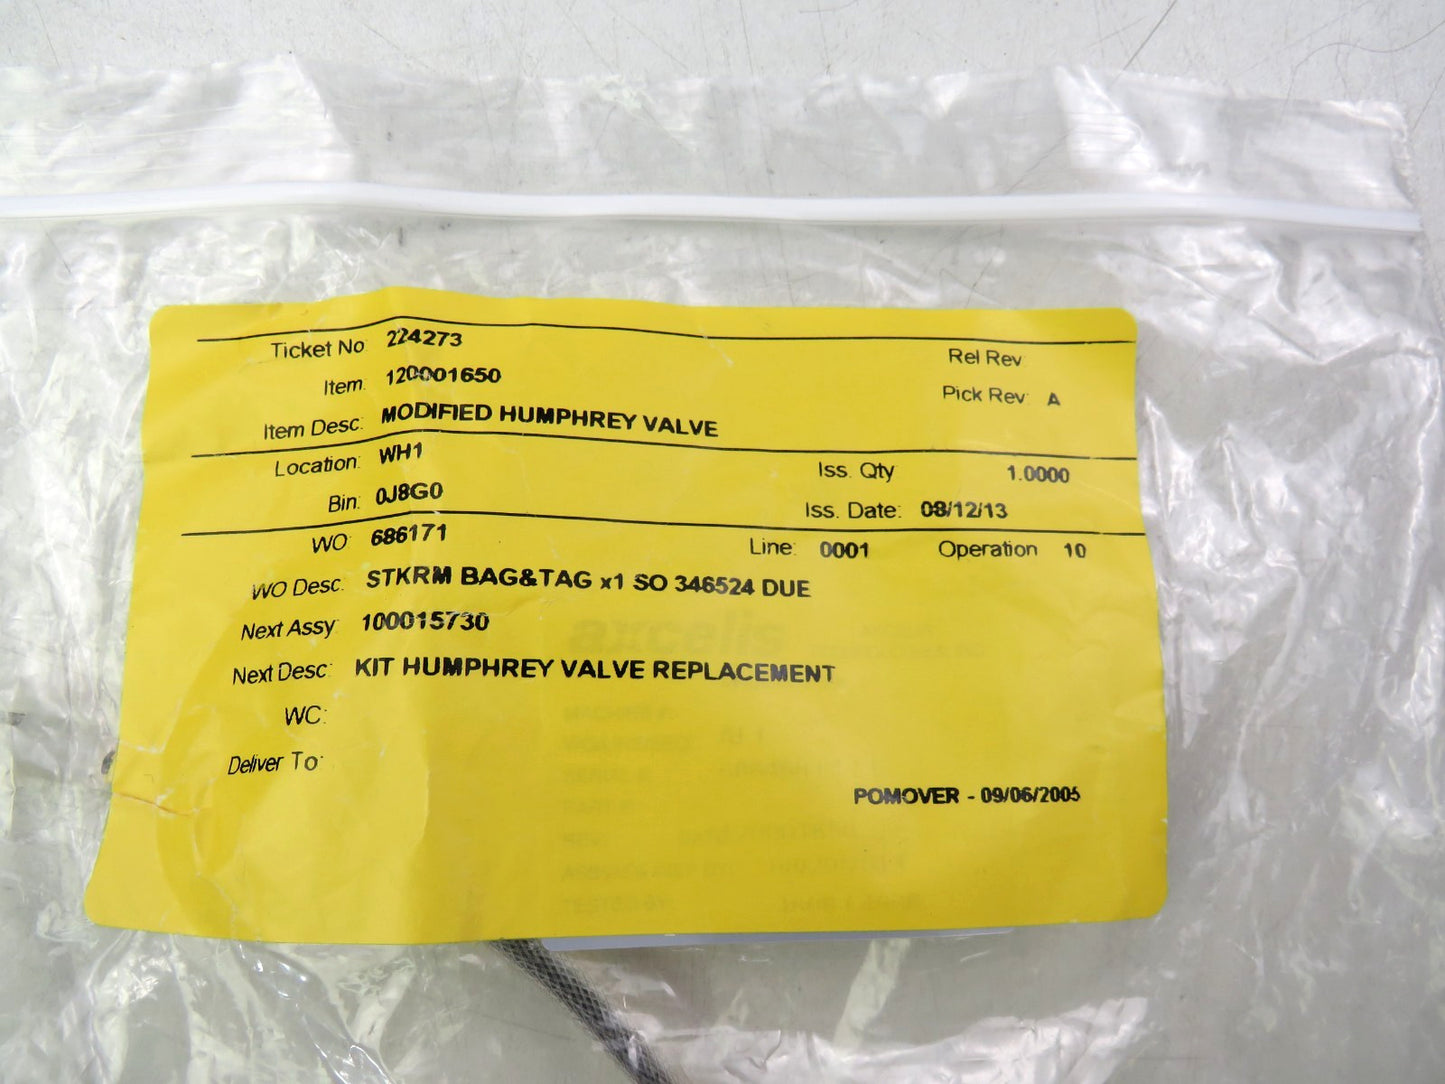 Ticket No: 224273
Rel Rev:
Item: 120001650
Pick Rev: A
Item Desc: MODIFIED HUMPHREY VALVE
Location: WH1
Iss. Qty 1.0000
Bin: 0J8G0
Iss. Date: 08/12/13
WO: 686171 Line: 0001 Operation 10
WO Desc: STKRM BAG&TAG x1 SO 346524 DUE
Next Assy: 100015730
axcelis
Next Desc: KIT HUMPHREY VALVE REPLACEMENT
WC:
Deliver To:
POMOVER - 09/06/2005